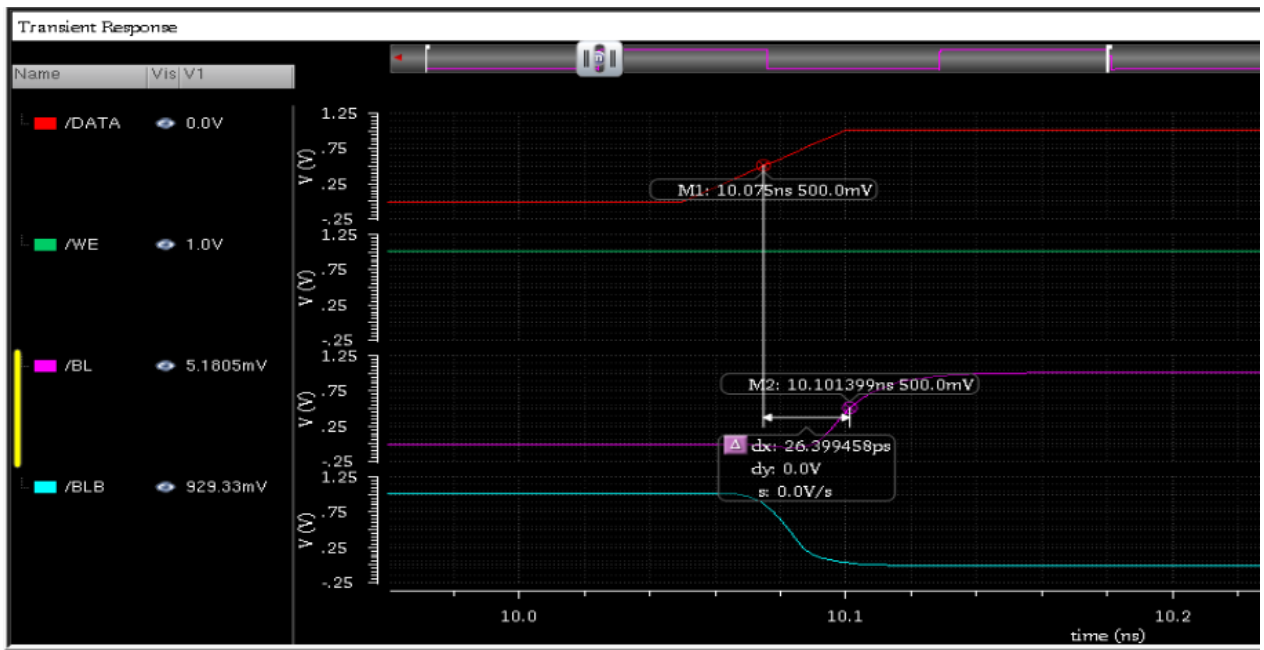 Transient Response
Name Vis V1
/DATA 0.0V
/WE 1.0V
/BL 5.1805mV
/BLB 929.33mV
1.25
.75
.25
-.25
V (V)
1.25
.75
.25
-.25
V (V)
1.25
.75
.25
-.25
V (V)
1.25
.75
.25
-.25
V (V)
M1: 10.075ns 500.0mV
M2: 10.101399ns 500.0mV
Δ dx: 26.399458ps
dy: 0.0V
s: 0.0V/s
10.0 10.1 10.2
time (ns)